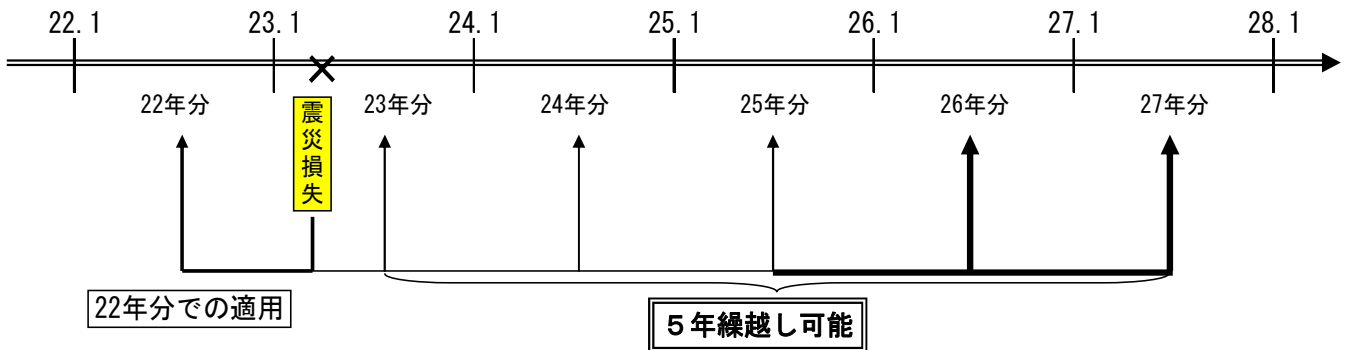 22.1
23.1
24.1
25.1
26.1
27.1
28.1
22年分
震災損失
23年分
24年分
25年分
26年分
27年分
22年分での適用
５年繰越し可能